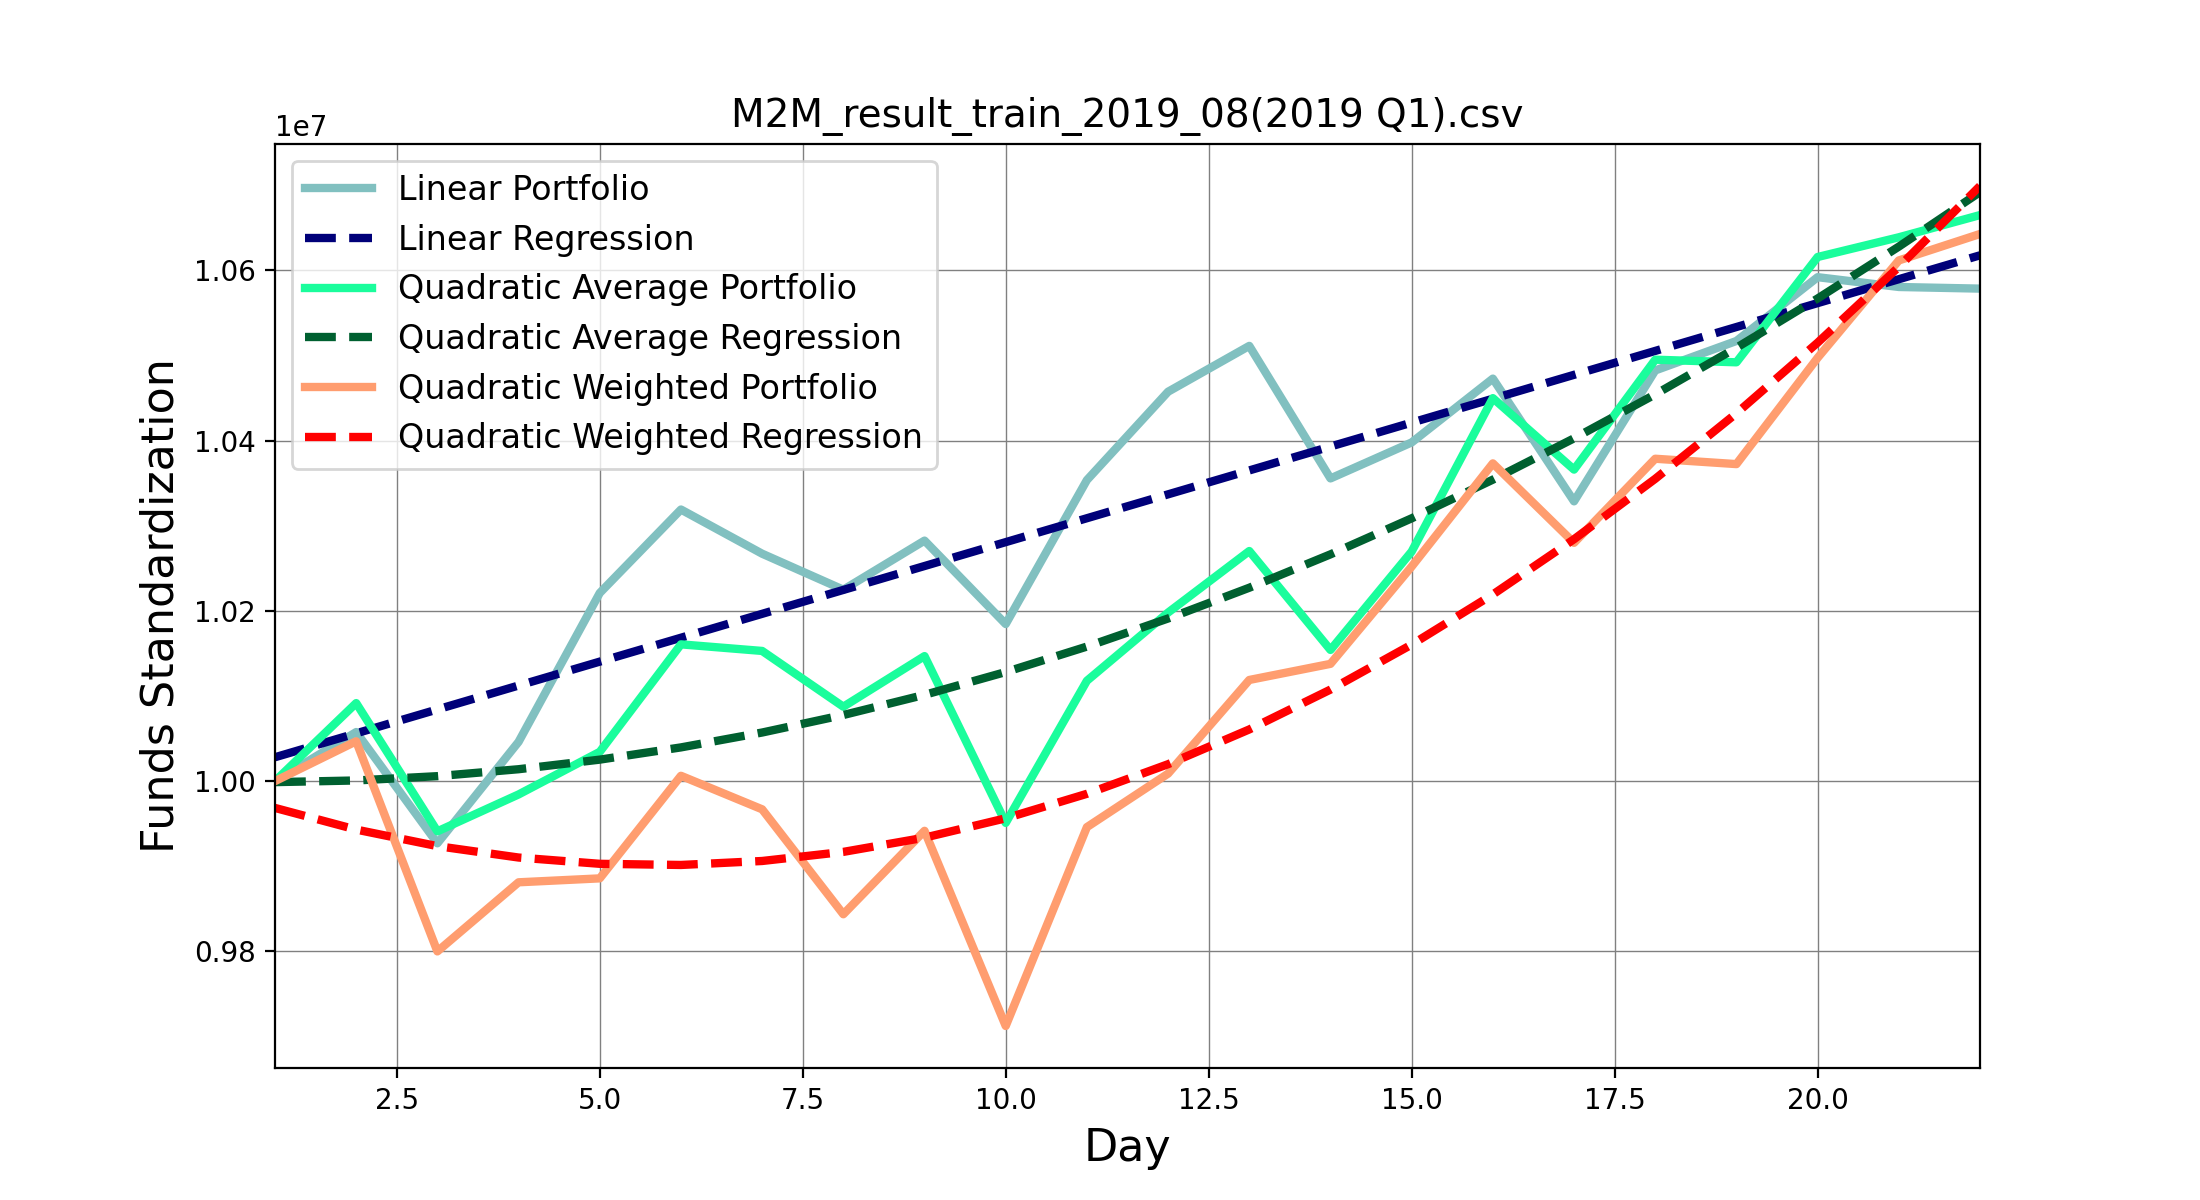 M2M_result_train_2019_08(2019 Q1).csv
1e7
Linear Portfolio
Linear Regression
Quadratic Average Portfolio
Quadratic Average Regression
Quadratic Weighted Portfolio
Quadratic Weighted Regression
1.06
1.04
1.02
1.00
0.98
Funds Standardization
2.5 5.0 7.5 10.0 12.5 15.0 17.5 20.0
Day